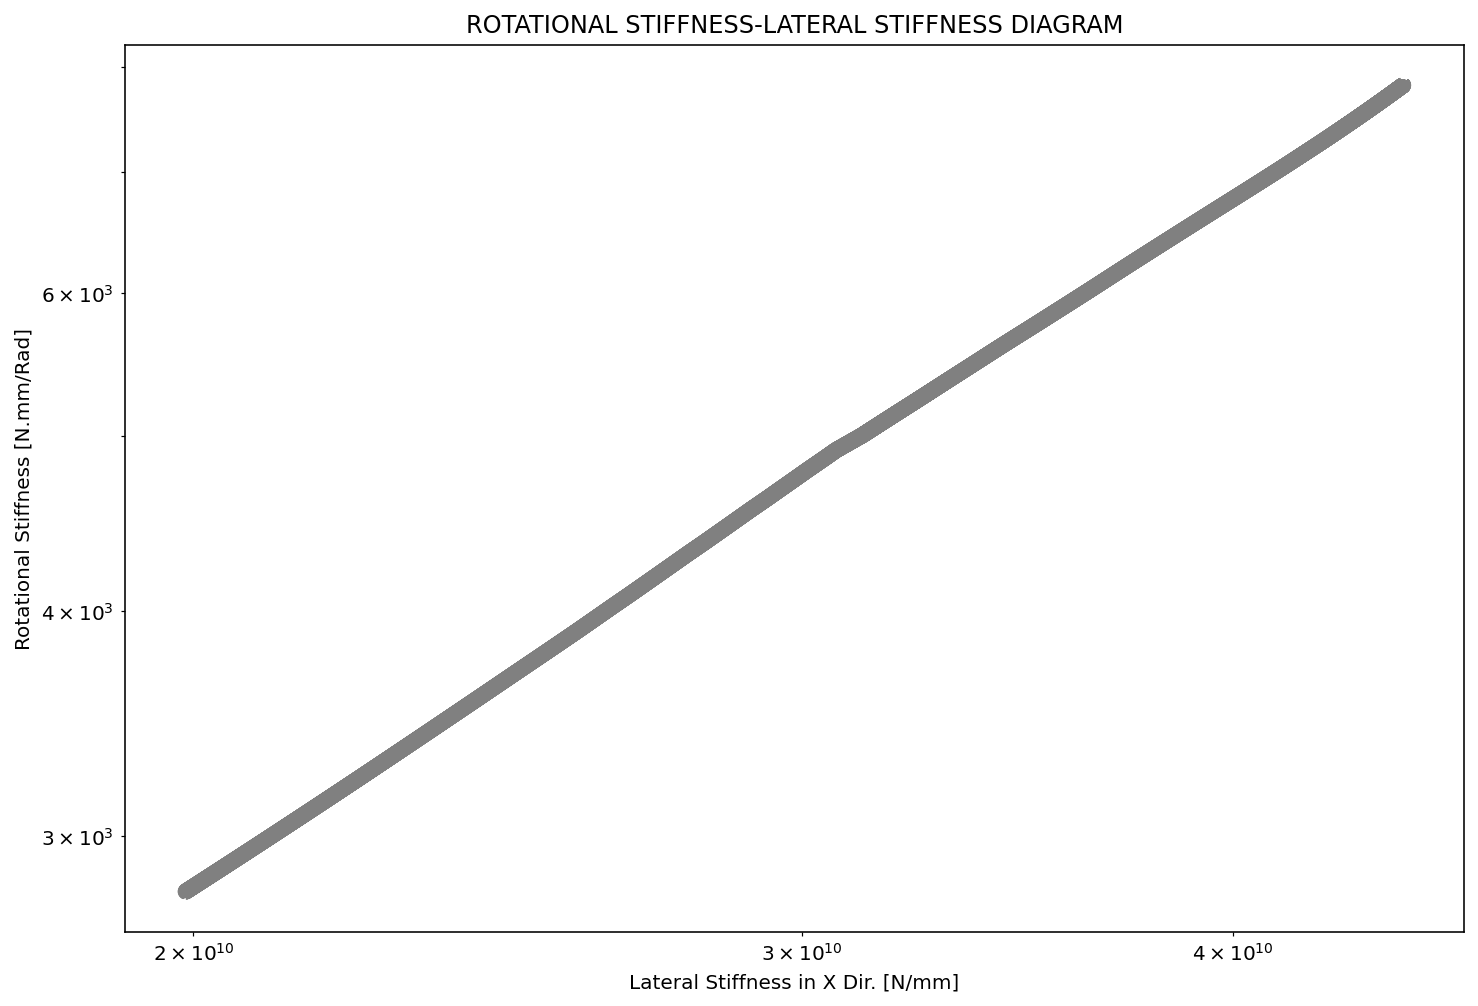 ROTATIONAL STIFFNESS-LATERAL STIFFNESS DIAGRAM
Rotational Stiffness [N.mm/Rad]
6 × 10³
4 × 10³
3 × 10³
2 × 10¹⁰
3 × 10¹⁰
4 × 10¹⁰
Lateral Stiffness in X Dir. [N/mm]